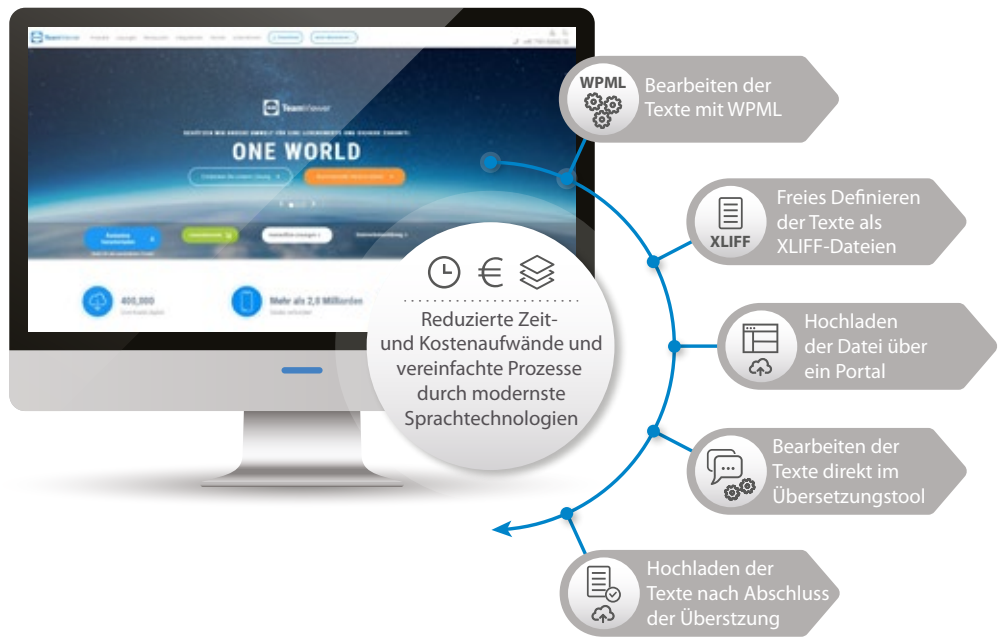 TeamViewer
TeamViewer
ONE WORLD
400,000
Mehr als 2,0 Milliarden
Reduzierte Zeit-
und Kostenaufwände und
vereinfachte Prozesse
durch modernste
Sprachtechnologien
WPML
Bearbeiten der
Texte mit WPML
XLIFF
Freies Definieren
der Texte als
XLIFF-Dateien
Hochladen
der Datei über
ein Portal
Bearbeiten der
Texte direkt im
Übersetzungstool
Hochladen der
Texte nach Abschluss
der Überstzung